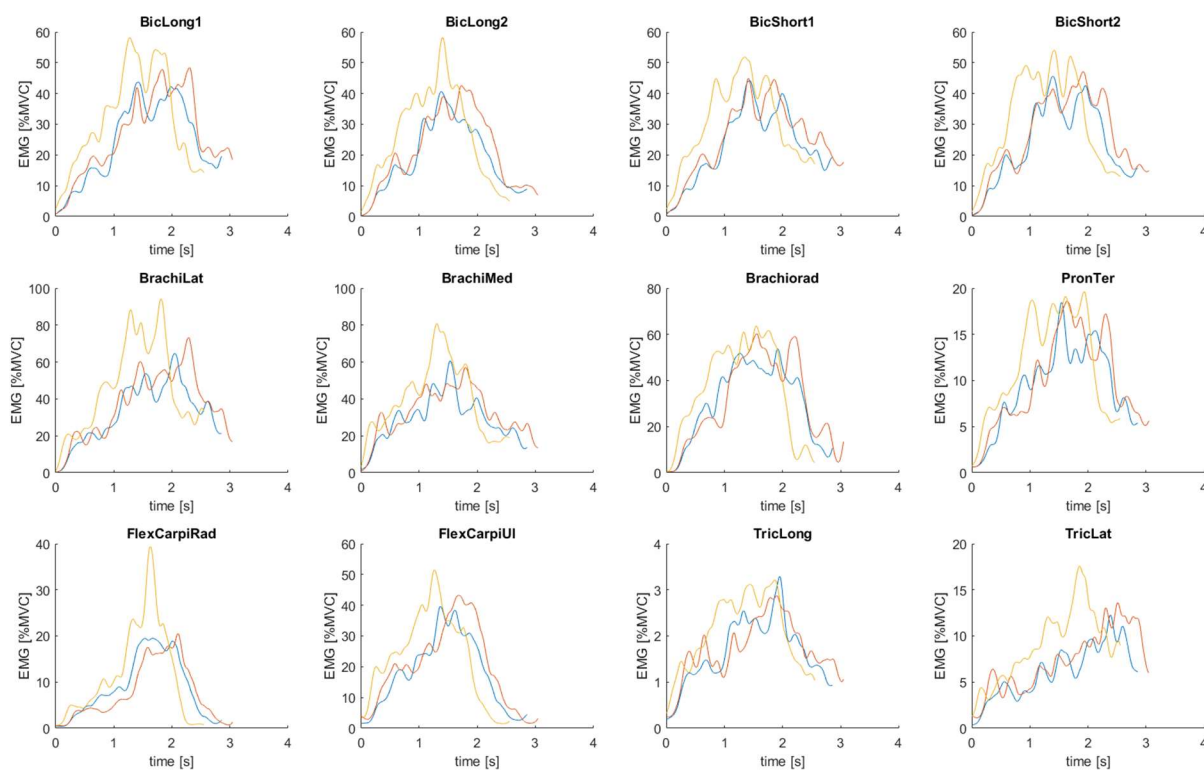 BicLong1
BicLong2
BicShort1
BicShort2
EMG [%MVC]
60
50
40
30
20
10
0
0 1 2 3 4
time [s]
EMG [%MVC]
60
50
40
30
20
10
0
0 1 2 3 4
time [s]
EMG [%MVC]
60
50
40
30
20
10
0
0 1 2 3 4
time [s]
EMG [%MVC]
60
50
40
30
20
10
0
0 1 2 3 4
time [s]
BrachiLat
BrachiMed
Brachiorad
PronTer
EMG [%MVC]
100
80
60
40
20
0
0 1 2 3 4
time [s]
EMG [%MVC]
100
80
60
40
20
0
0 1 2 3 4
time [s]
EMG [%MVC]
80
60
40
20
0
0 1 2 3 4
time [s]
EMG [%MVC]
20
15
10
5
0
0 1 2 3 4
time [s]
FlexCarpiRad
FlexCarpiUl
TricLong
TricLat
EMG [%MVC]
40
30
20
10
0
0 1 2 3 4
time [s]
EMG [%MVC]
60
50
40
30
20
10
0
0 1 2 3 4
time [s]
EMG [%MVC]
4
3
2
1
0
0 1 2 3 4
time [s]
EMG [%MVC]
20
15
10
5
0
0 1 2 3 4
time [s]